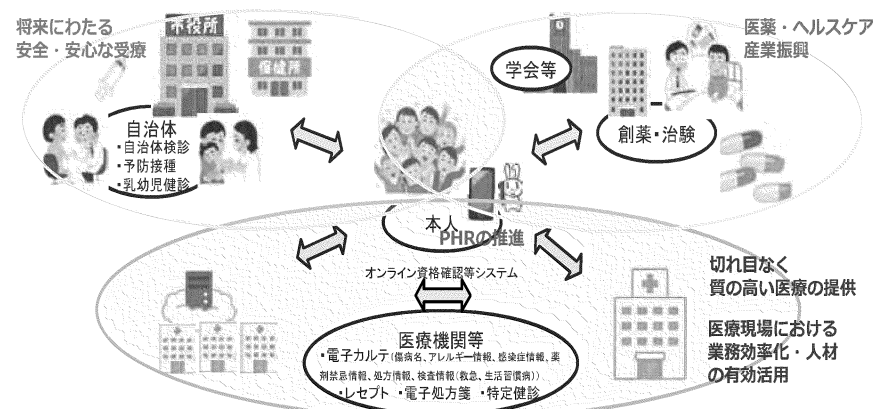 将来にわたる
安全・安心な受療
市役所
保健所
自治体
・自治体検診
・予防接種
・乳幼児健診
学会等
医薬・ヘルスケア
産業振興
創薬・治験
本人
PHRの推進
オンライン資格確認等システム
医療機関等
・電子カルテ(傷病名、アレルギー情報、感染症情報、薬
剤禁忌情報、処方情報、検査情報(救急、生活習慣病))
・レセプト ・電子処方箋 ・特定健診
切れ目なく
質の高い医療の提供
医療現場における
業務効率化・人材
の有効活用